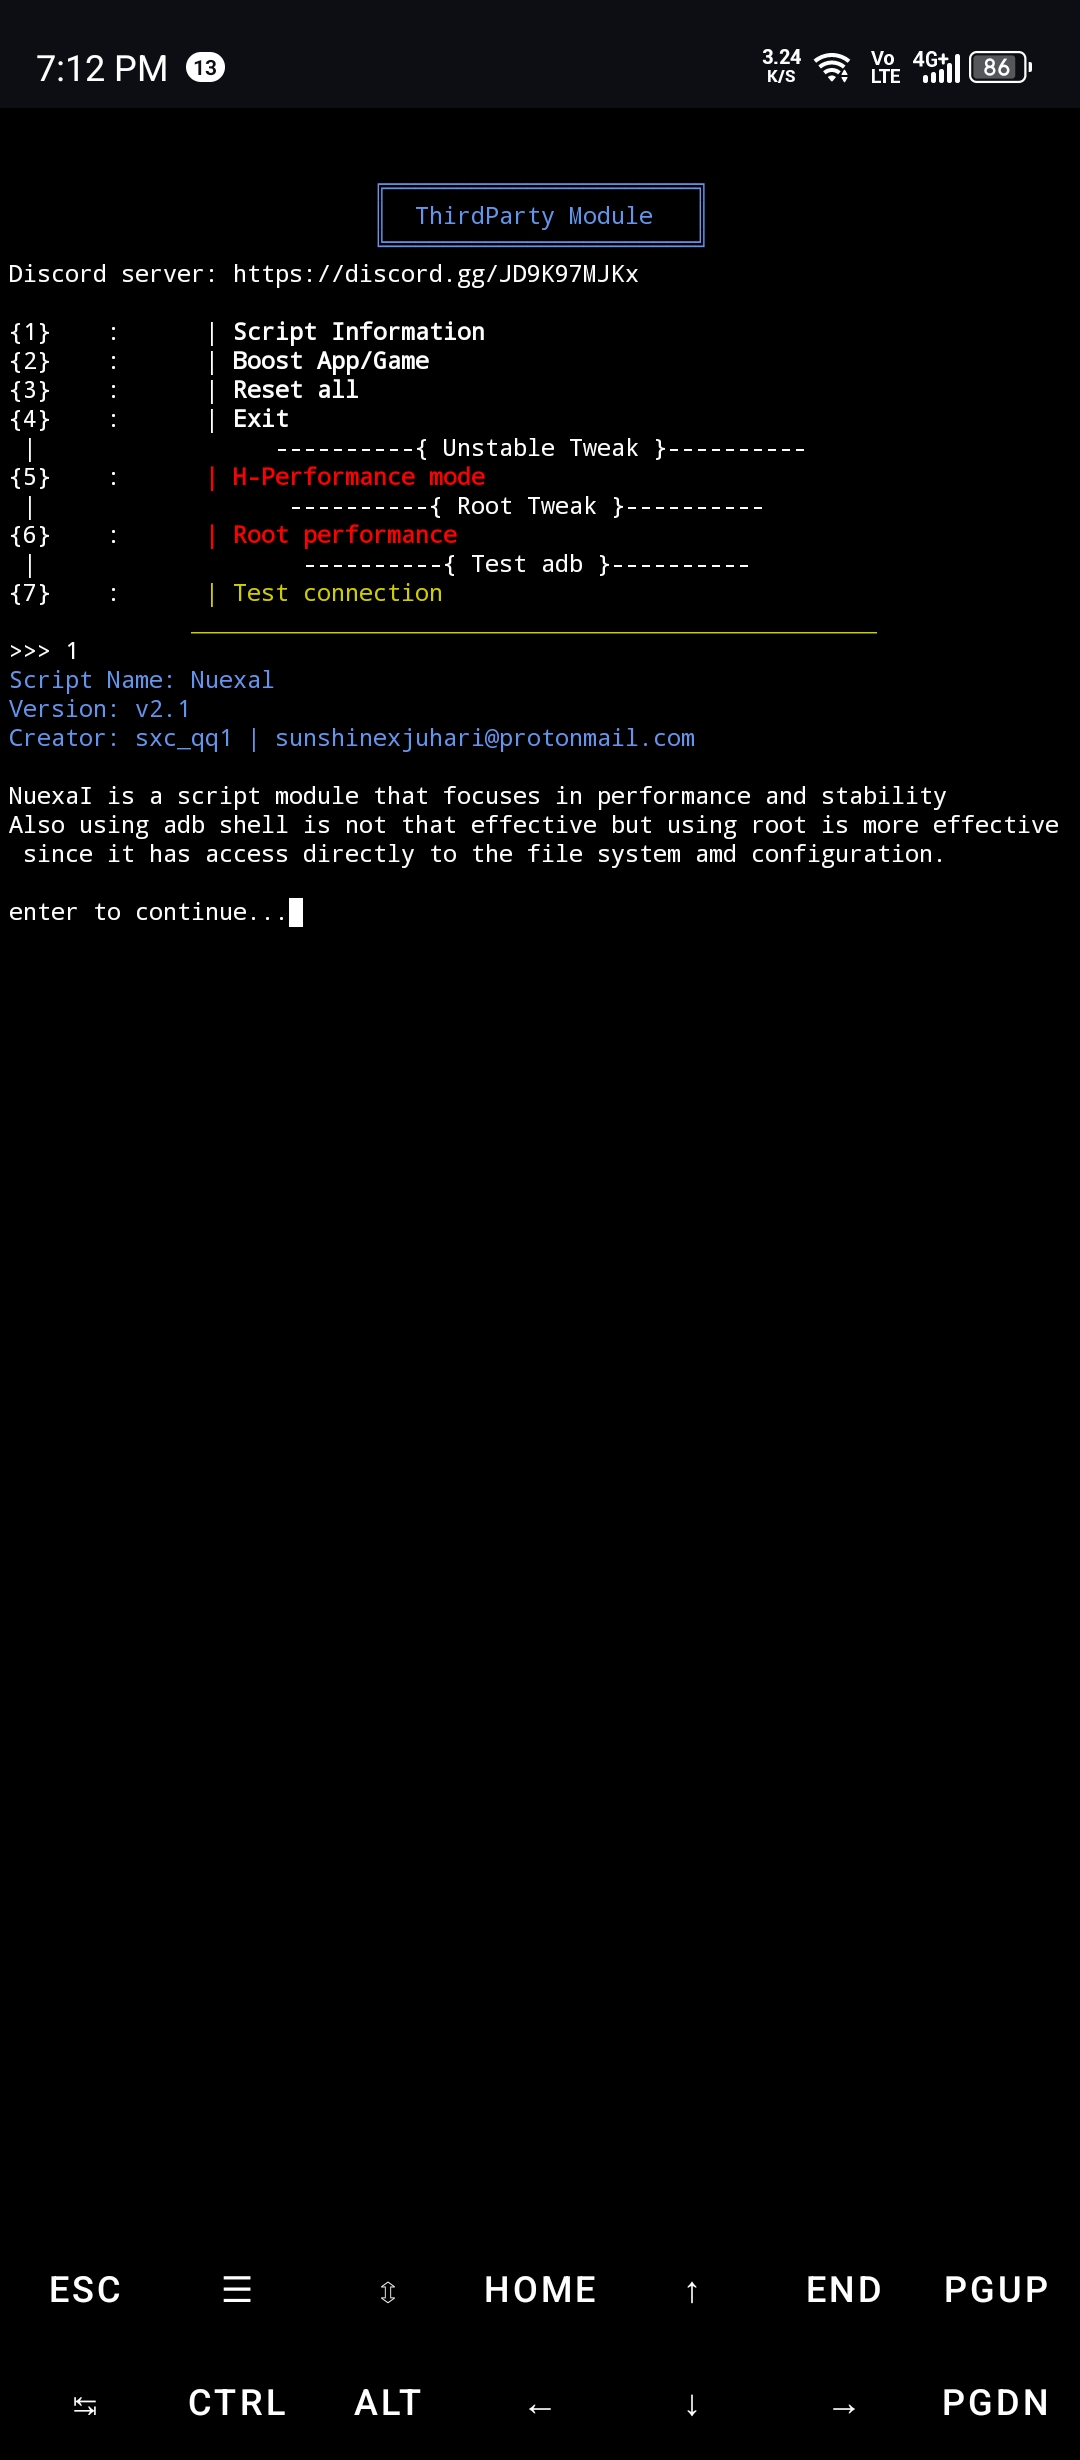 7:12 PM 13 3.24 K/S Vo LTE 4G+ 86
ThirdParty Module
Discord server: https://discord.gg/JD9K97MJKx
{1}    :      | Script Information
{2}    :      | Boost App/Game
{3}    :      | Reset all
{4}    :      | Exit
|                 ----------{ Unstable Tweak }----------
{5}    :      | H-Performance mode
|                  ----------{ Root Tweak }----------
{6}    :      | Root performance
|                   ----------{ Test adb }----------
{7}    :      | Test connection
>>> 1
Script Name: Nuexal
Version: v2.1
Creator: sxc_qq1 | sunshinexjuhari@protonmail.com
NuexaI is a script module that focuses in performance and stability
Also using adb shell is not that effective but using root is more effective
since it has access directly to the file system amd configuration.
enter to continue...
ESC ☰ ⇳ HOME ↑ END PGUP
↹ CTRL ALT ← ↓ → PGDN